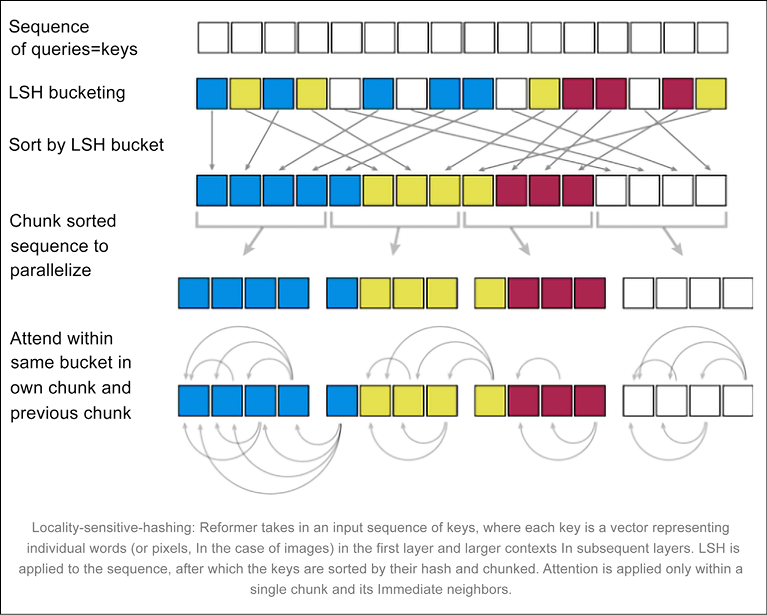 Sequence
of queries=keys
LSH bucketing
Sort by LSH bucket
Chunk sorted
sequence to
parallelize
Attend within
same bucket in
own chunk and
previous chunk
Locality-sensitive-hashing: Reformer takes in an input sequence of keys, where each key is a vector representing
individual words (or pixels, In the case of images) in the first layer and larger contexts In subsequent layers. LSH is
applied to the sequence, after which the keys are sorted by their hash and chunked. Attention is applied only within a
single chunk and its Immediate neighbors.